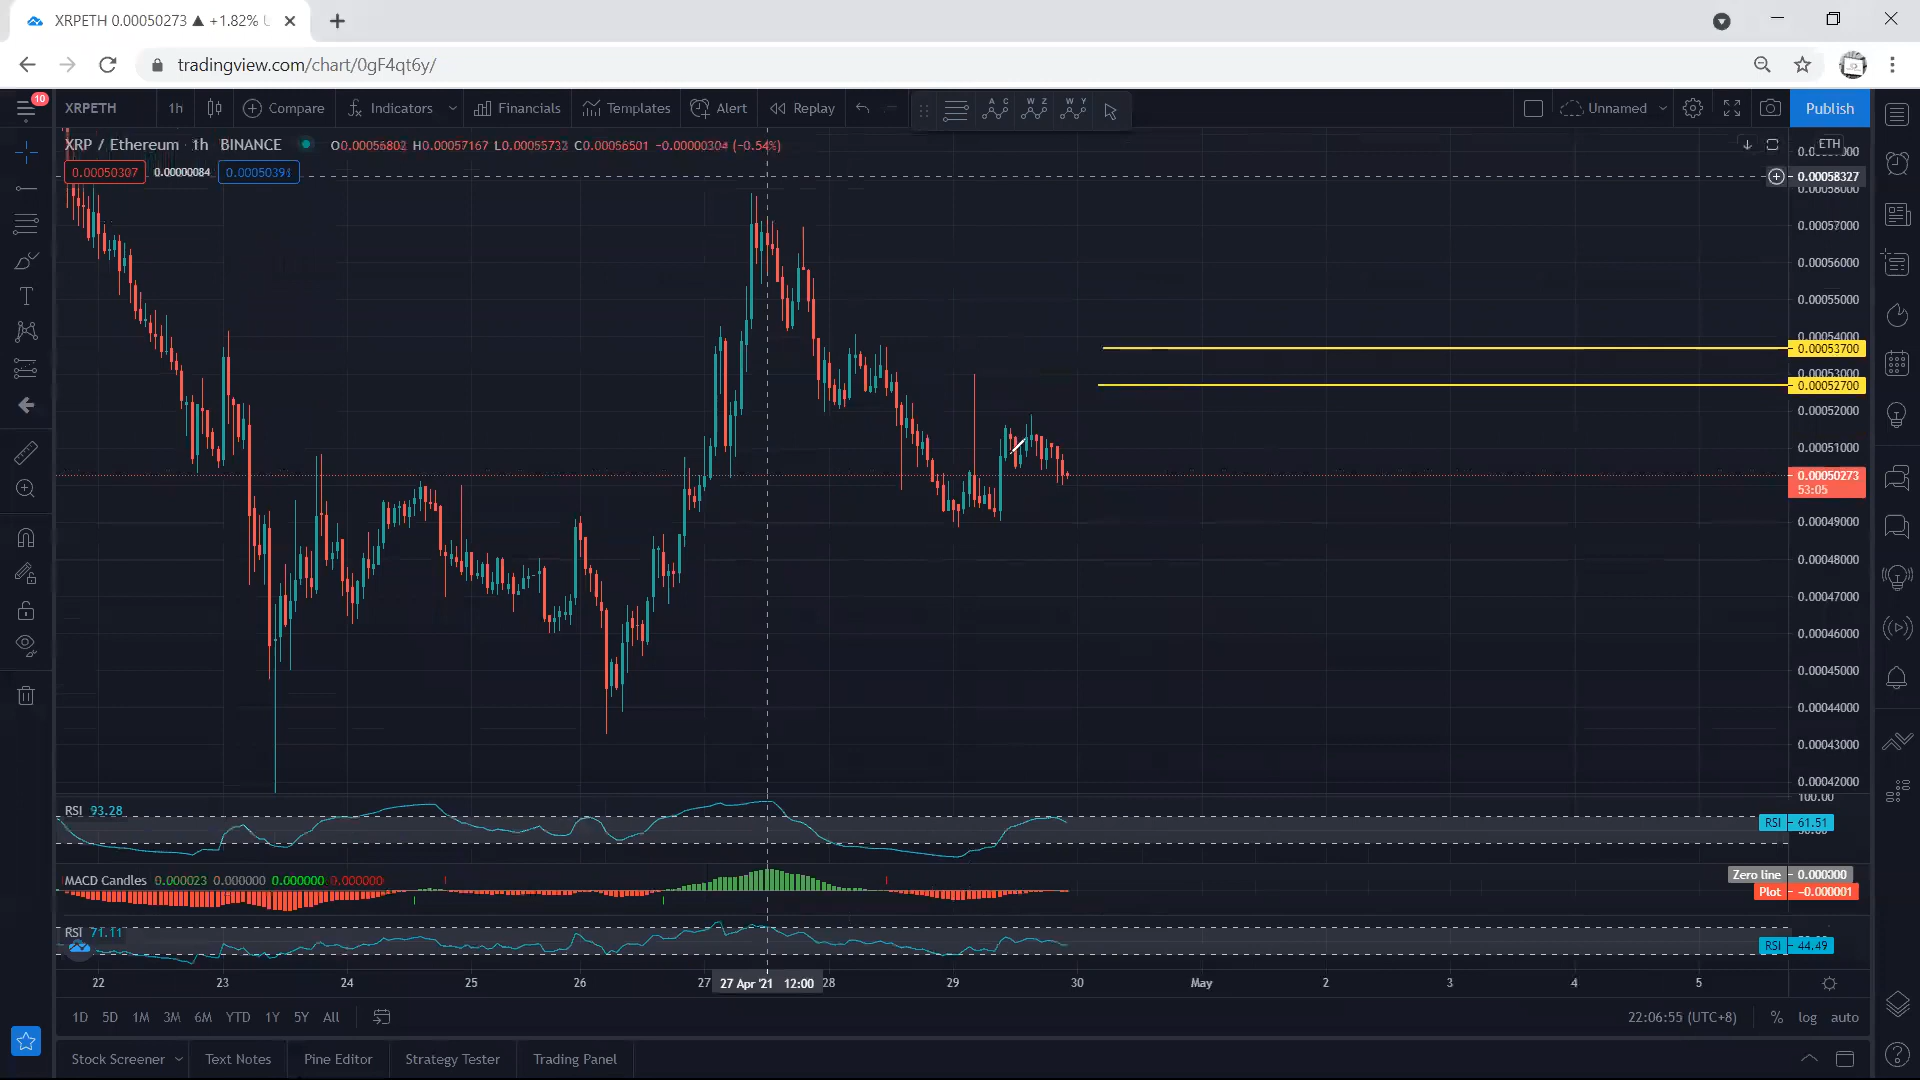 XRPETH 0.00050273 ▲ +1.82% U
tradingview.com/chart/0gF4qt6y/
10
XRPETH 1h Compare Indicators Financials Templates Alert Replay
A C W Z W Y
Unnamed Publish
XRP / Ethereum · 1h BINANCE O0.00056802 H0.00057167 L0.00055733 C0.00056501 −0.00000304 (−0.54%)
0.00050307 0.00000084 0.00050391
ETH
0.00058327
0.00058000
0.00057000
0.00056000
0.00055000
0.00054000
0.00053700
0.00053000
0.00052700
0.00052000
0.00051000
0.00050273
53:05
0.00049000
0.00048000
0.00047000
0.00046000
0.00045000
0.00044000
0.00043000
0.00042000
100.00
RSI 93.28
RSI 61.51
MACD Candles 0.000023 0.000000 0.000000 0.000000
Zero line 0.000000
Plot −0.000001
RSI 71.11
RSI 44.49
22 23 24 25 26 27 27 Apr '21 12:00 28 29 30 May 2 3 4 5
1D 5D 1M 3M 6M YTD 1Y 5Y All
22:06:55 (UTC+8) % log auto
Stock Screener Text Notes Pine Editor Strategy Tester Trading Panel